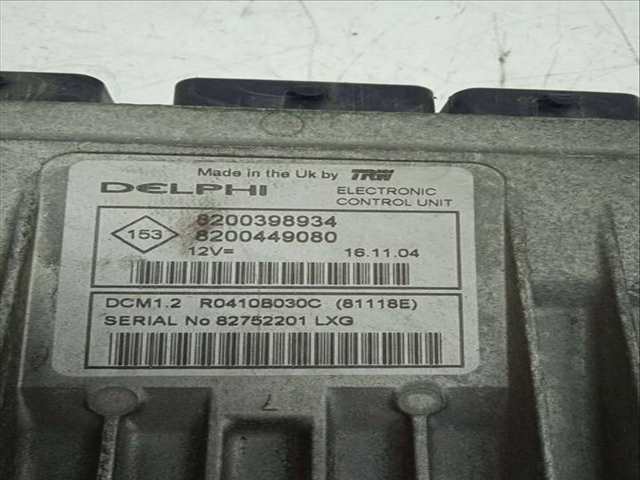 Made in the Uk by TRW
DELPHI ELECTRONIC
CONTROL UNIT
153 8200398934
8200449080
12V= 16.11.04
DCM1.2 R0410B030C (81118E)
SERIAL No 82752201 LXG